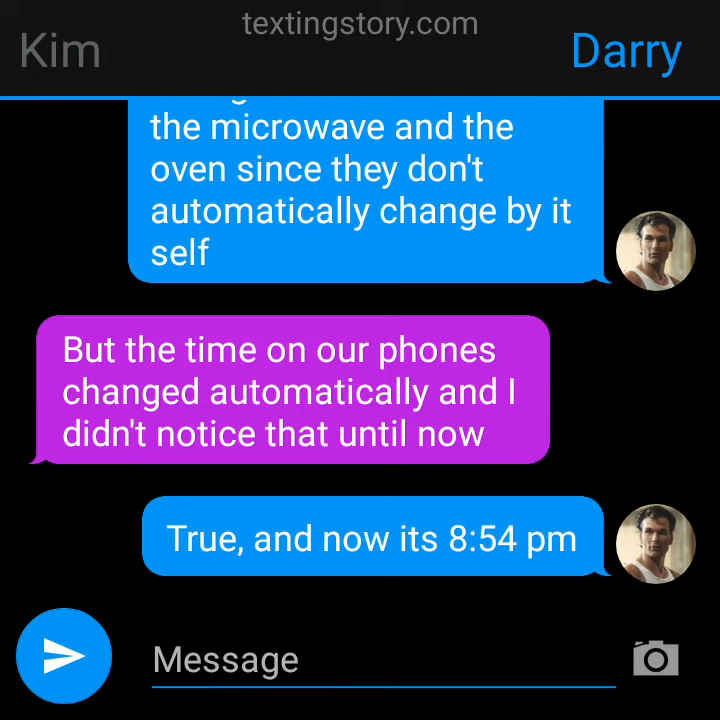 textingstory.com
Kim
Darry
the microwave and the
oven since they don't
automatically change by it
self
But the time on our phones
changed automatically and I
didn't notice that until now
True, and now its 8:54 pm
Message